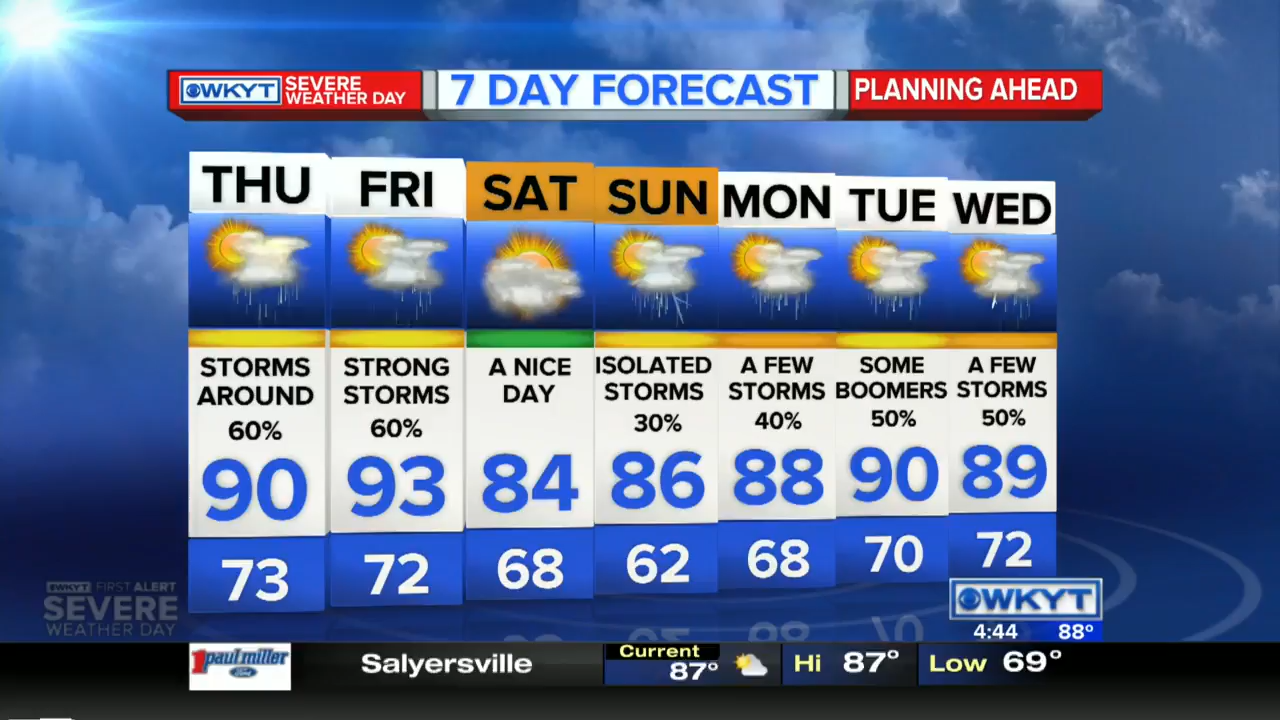 WKYT SEVERE WEATHER DAY
7 DAY FORECAST
PLANNING AHEAD
THU
FRI
SAT
SUN
MON
TUE
WED
STORMS
AROUND
60%
90
73
STRONG
STORMS
60%
93
72
A NICE
DAY
84
68
ISOLATED
STORMS
30%
86
62
A FEW
STORMS
40%
88
68
SOME
BOOMERS
50%
90
70
A FEW
STORMS
50%
89
72
WKYT FIRST ALERT
SEVERE
WEATHER DAY
WKYT
4:44 88°
1 paul miller
Ford
Salyersville
Current
87°
Hi 87°
Low 69°